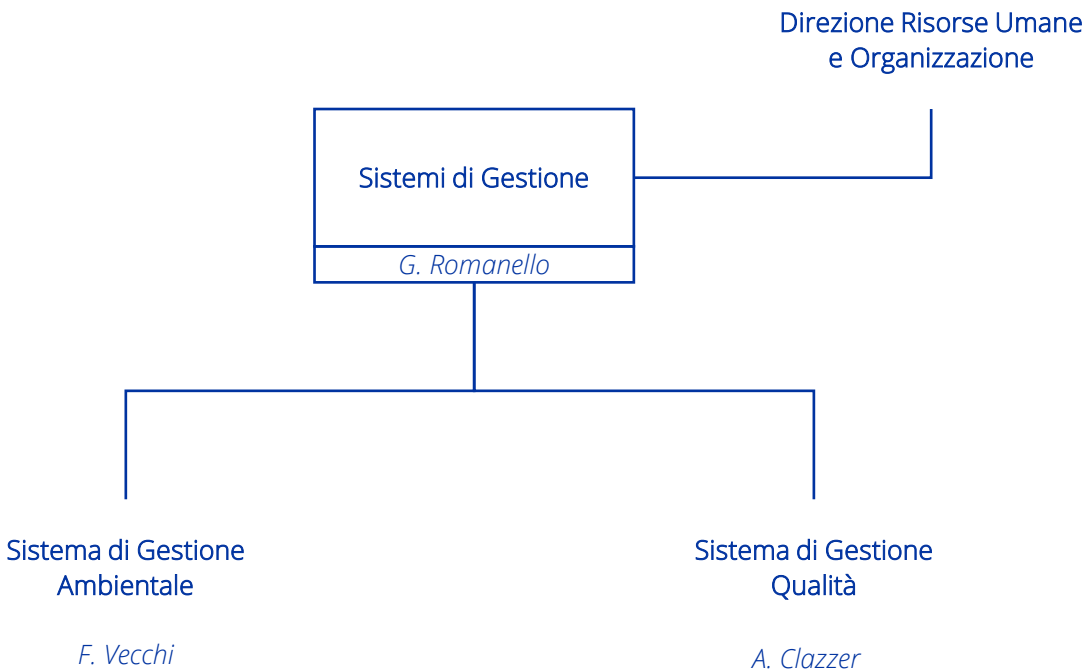 Direzione Risorse Umane
e Organizzazione
Sistemi di Gestione
G. Romanello
Sistema di Gestione
Ambientale
F. Vecchi
Sistema di Gestione
Qualità
A. Clazzer